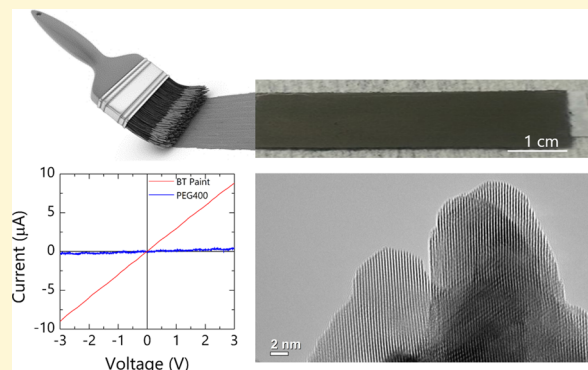 1 cm
10
BT Paint
PEG400
5
0
-5
-10
Current (µA)
-3 -2 -1 0 1 2 3
Voltage (V)
2 nm